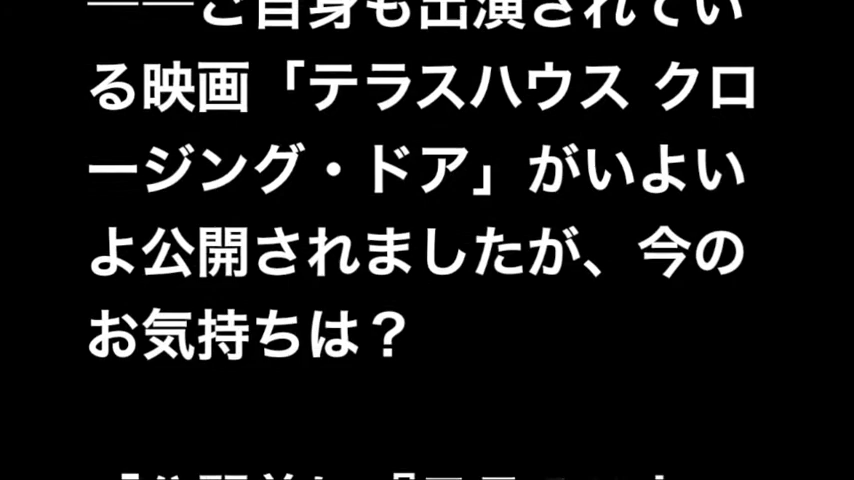 ――ご自身も出演されてい
る映画「テラスハウス クロ
ージング・ドア」がいよい
よ公開されましたが、今の
お気持ちは？